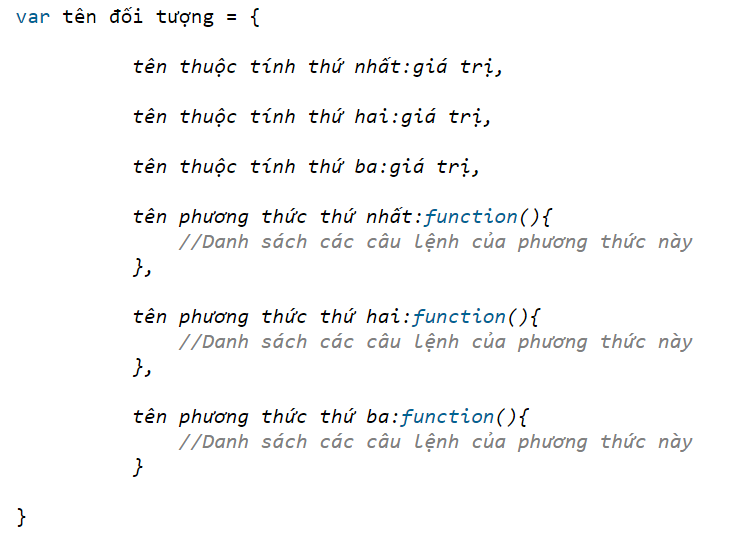 var tên đối tượng = {
tên thuộc tính thứ nhất:giá trị,
tên thuộc tính thứ hai:giá trị,
tên thuộc tính thứ ba:giá trị,
tên phương thức thứ nhất:function(){
//Danh sách các câu lệnh của phương thức này
},
tên phương thức thứ hai:function(){
//Danh sách các câu lệnh của phương thức này
},
tên phương thức thứ ba:function(){
//Danh sách các câu lệnh của phương thức này
}
}